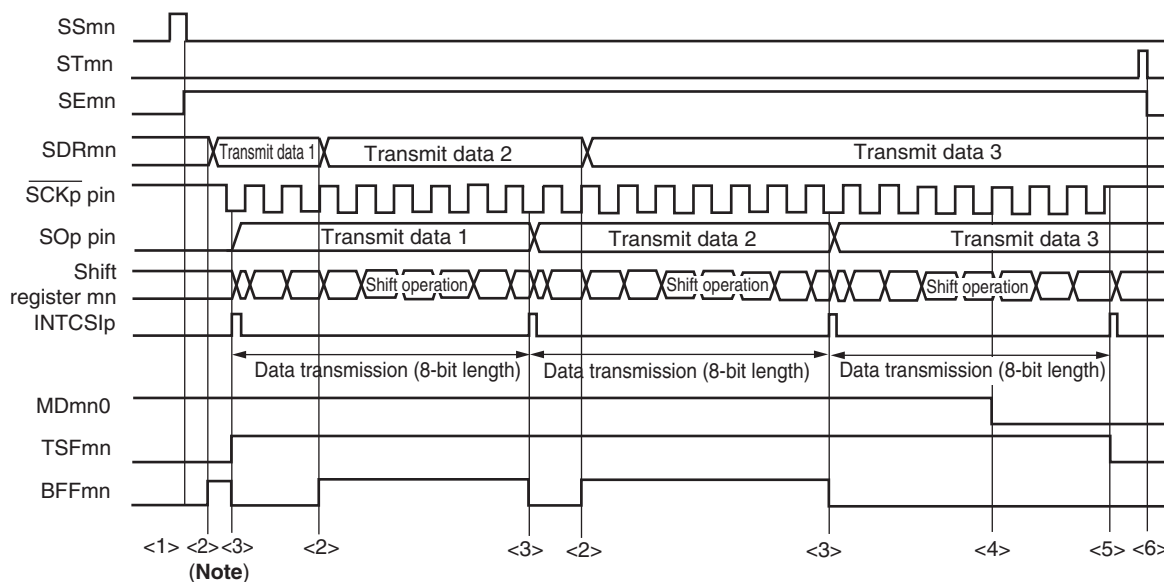 SSmn
STmn
SEmn
SDRmn Transmit data 1 Transmit data 2 Transmit data 3
SCKp pin
SOp pin Transmit data 1 Transmit data 2 Transmit data 3
Shift
register mn Shift operation Shift operation Shift operation
INTCSIp
Data transmission (8-bit length) Data transmission (8-bit length) Data transmission (8-bit length)
MDmn0
TSFmn
BFFmn
<1> <2> <3> <2> <3> <2> <3> <4> <5> <6>
(Note)